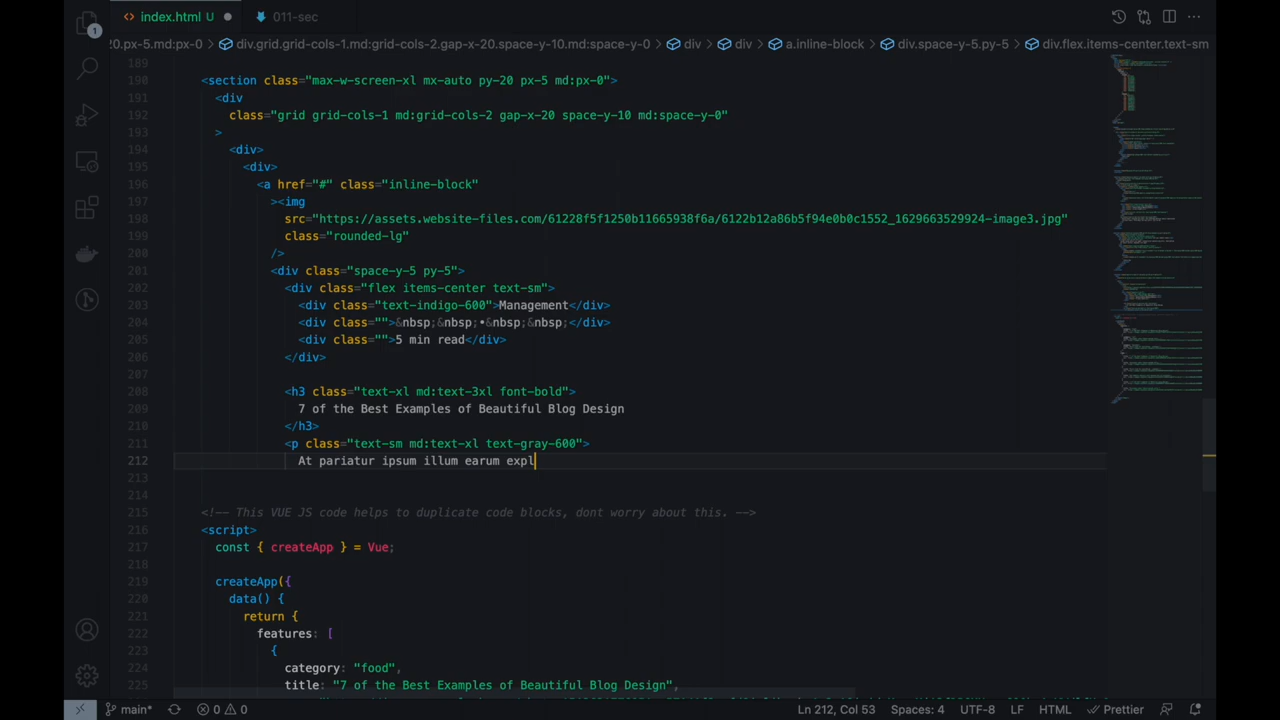 index.html U
011-sec
1
20.px-5.md:px-0 > div.grid.grid-cols-1.md:grid-cols-2.gap-x-20.space-y-10.md:space-y-0 > div > div > a.inline-block > div.space-y-5.py-5 > div.flex.items-center.text-sm
189
190 <section class="max-w-screen-xl mx-auto py-20 px-5 md:px-0">
191 <div
192 class="grid grid-cols-1 md:grid-cols-2 gap-x-20 space-y-10 md:space-y-0"
193 >
194 <div>
195 <div>
196 <a href="#" class="inline-block"
197 ><img
198 src="https://assets.website-files.com/61228f5f1250b11665938f6a/6122b12a86b5f94e0b0c1552_1629663529924-image3.jpg"
199 class="rounded-lg"
200 />
201 <div class="space-y-5 py-5">
202 <div class="flex items-center text-sm">
203 <div class="text-indigo-600">Management</div>
204 <div class="">&nbsp;&nbsp;•&nbsp;&nbsp;</div>
205 <div class="">5 min read</div>
206 </div>
207
208 <h3 class="text-xl md:text-3xl font-bold">
209 7 of the Best Examples of Beautiful Blog Design
210 </h3>
211 <p class="text-sm md:text-xl text-gray-600">
212 At pariatur ipsum illum earum expl
213
214
215 <!-- This VUE JS code helps to duplicate code blocks, dont worry about this. -->
216 <script>
217 const { createApp } = Vue;
218
219 createApp({
220 data() {
221 return {
222 features: [
223 {
224 category: "food",
225 title: "7 of the Best Examples of Beautiful Blog Design",
main* 0 0 Ln 212, Col 53 Spaces: 4 UTF-8 LF HTML Prettier